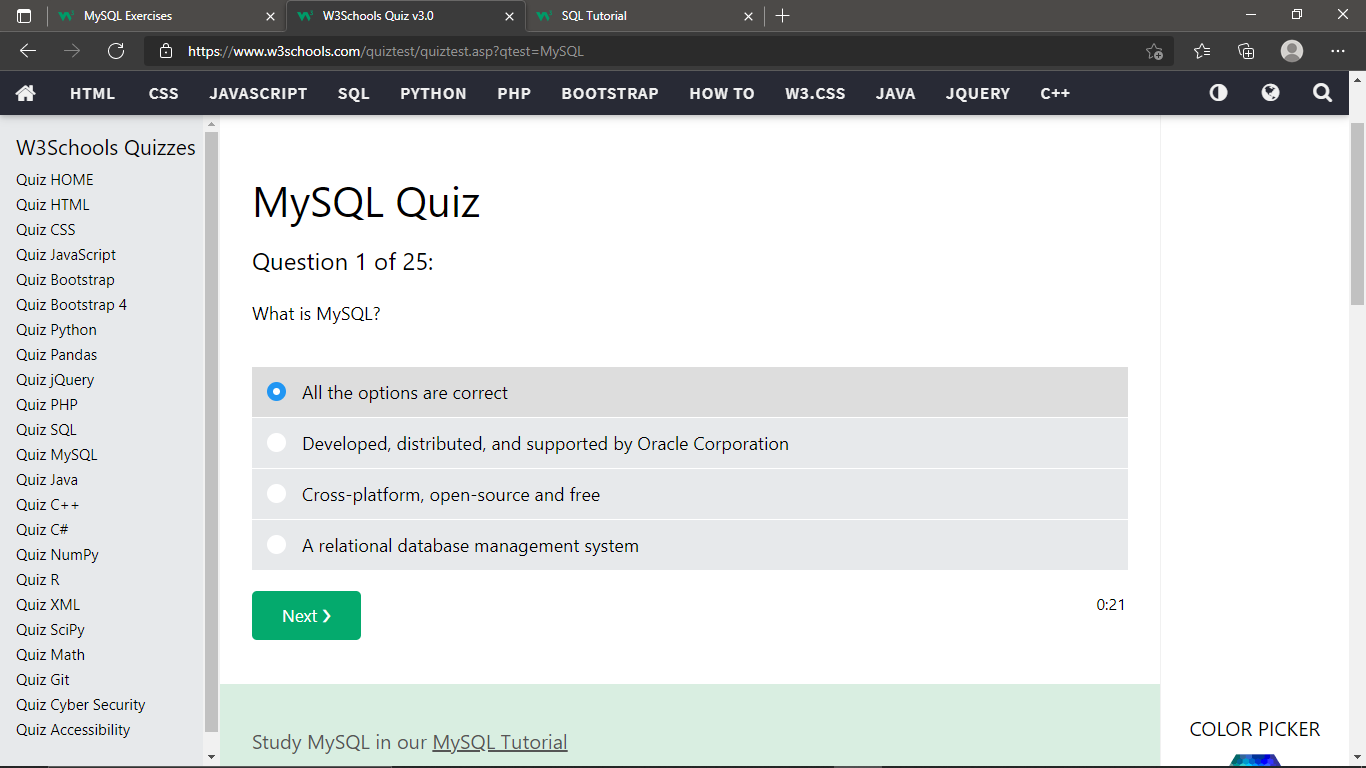 MySQL Exercises
W3Schools Quiz v3.0
SQL Tutorial
https://www.w3schools.com/quiztest/quiztest.asp?qtest=MySQL
HTML CSS JAVASCRIPT SQL PYTHON PHP BOOTSTRAP HOW TO W3.CSS JAVA JQUERY C++
W3Schools Quizzes
Quiz HOME
Quiz HTML
Quiz CSS
Quiz JavaScript
Quiz Bootstrap
Quiz Bootstrap 4
Quiz Python
Quiz Pandas
Quiz jQuery
Quiz PHP
Quiz SQL
Quiz MySQL
Quiz Java
Quiz C++
Quiz C#
Quiz NumPy
Quiz R
Quiz XML
Quiz SciPy
Quiz Math
Quiz Git
Quiz Cyber Security
Quiz Accessibility
MySQL Quiz
Question 1 of 25:
What is MySQL?
All the options are correct
Developed, distributed, and supported by Oracle Corporation
Cross-platform, open-source and free
A relational database management system
Next ❯
0:21
Study MySQL in our MySQL Tutorial
COLOR PICKER